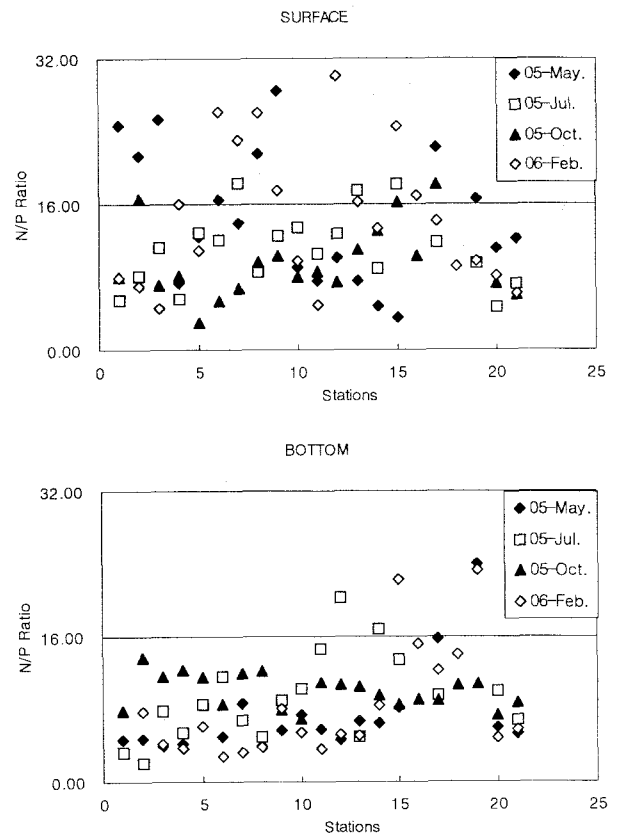 SURFACE
32.00
16.00
0.00
N/P Ratio
05-May.
05-Jul.
05-Oct.
06-Feb.
0
5
10
15
20
25
Stations
BOTTOM
32.00
16.00
0.00
N/P Ratio
05-May.
05-Jul.
05-Oct.
06-Feb.
0
5
10
15
20
25
Stations